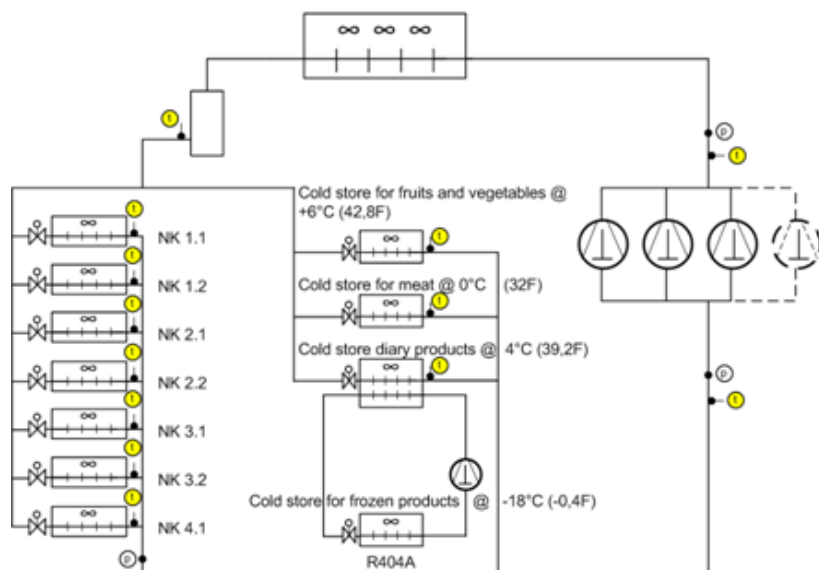 ∞ ∞ ∞
t
p
t
Cold store for fruits and vegetables @
+6°C (42,8F)
t
∞
NK 1.1
∞
t
t
∞
NK 1.2
Cold store for meat @ 0°C (32F)
∞
t
t
∞
NK 2.1
Cold store diary products @ 4°C (39,2F)
t
∞
NK 2.2
∞
t
p
t
t
∞
NK 3.1
t
∞
NK 3.2
Cold store for frozen products @ -18°C (-0,4F)
t
∞
NK 4.1
∞
p
R404A